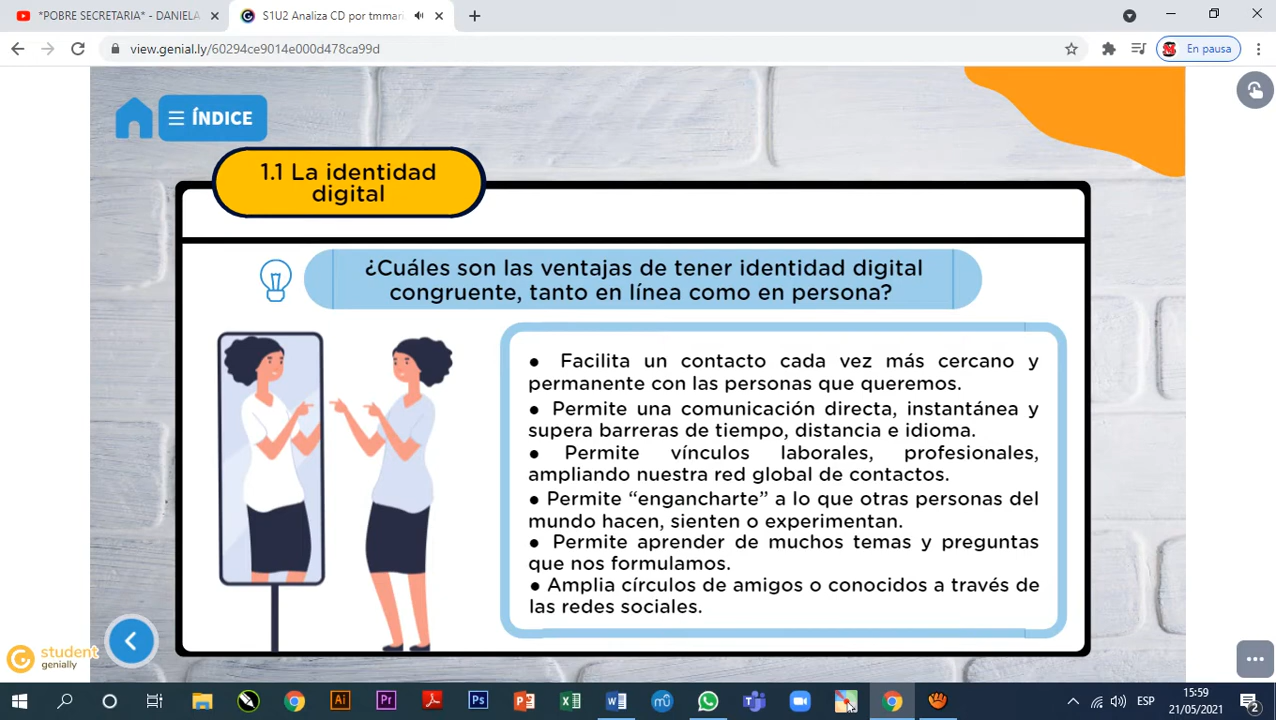 *POBRE SECRETARIA* - DANIELA
S1U2 Analiza CD por tmmari
view.genial.ly/60294ce9014e000d478ca99d
En pausa
ÍNDICE
1.1 La identidad
digital
¿Cuáles son las ventajas de tener identidad digital
congruente, tanto en línea como en persona?
● Facilita un contacto cada vez más cercano y
permanente con las personas que queremos.
● Permite una comunicación directa, instantánea y
supera barreras de tiempo, distancia e idioma.
● Permite vínculos laborales, profesionales,
ampliando nuestra red global de contactos.
● Permite “engancharte” a lo que otras personas del
mundo hacen, sienten o experimentan.
● Permite aprender de muchos temas y preguntas
que nos formulamos.
● Amplia círculos de amigos o conocidos a través de
las redes sociales.
student
genially
Ai
Pr
Ps
ESP
15:59
21/05/2021
2